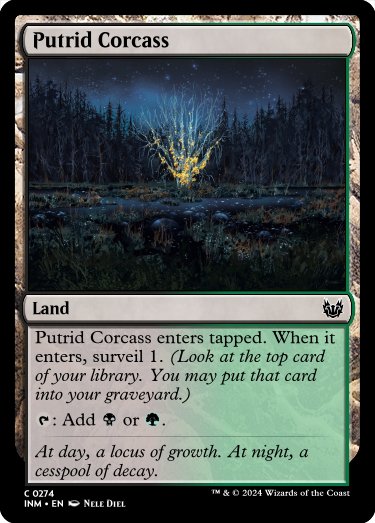 Putrid Corcass
Land
Putrid Corcass enters tapped. When it
enters, surveil 1. (Look at the top card
of your library. You may put that card
into your graveyard.)
: Add or .
At day, a locus of growth. At night, a
cesspool of decay.
C 0274
INM • EN NELE DIEL
™ & © 2024 Wizards of the Coast